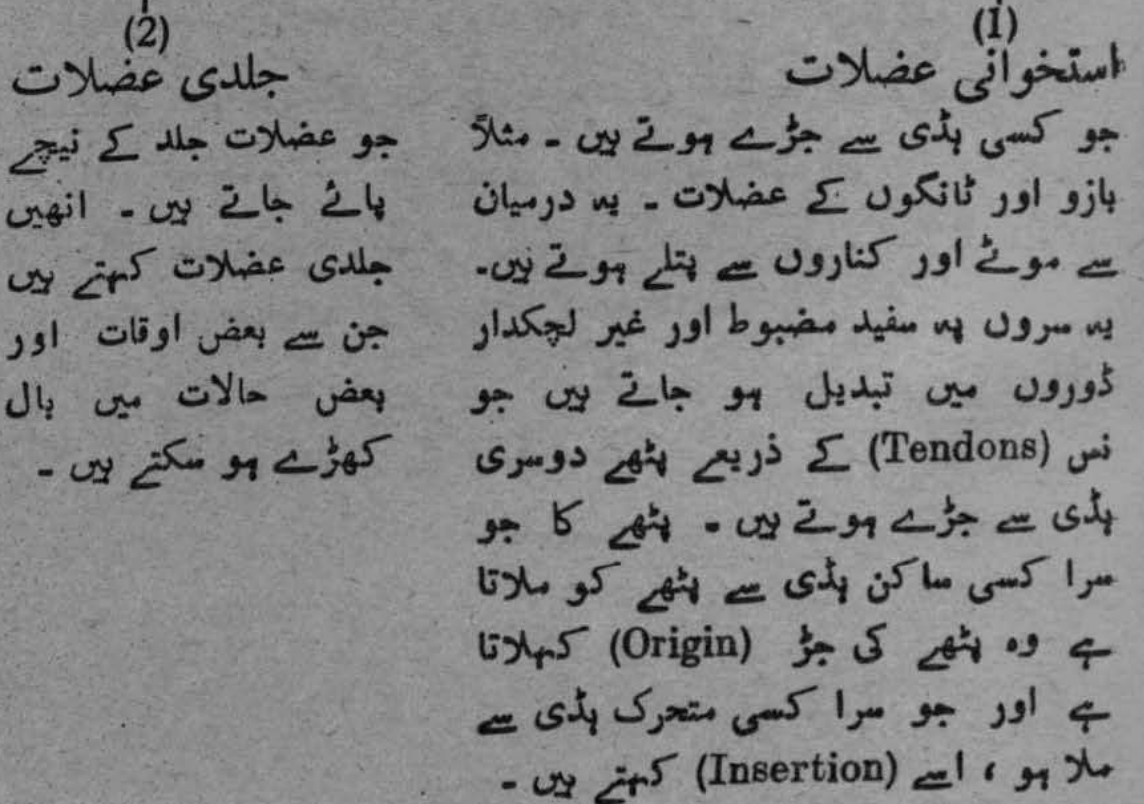 (1)
استخوانی عضلات
جو کسی ہڈی سے جڑے ہوتے ہیں ۔ مثلاً
بازو اور ٹانگوں کے عضلات ۔ یہ درمیان
سے موٹے اور کناروں سے پتلے ہوتے ہیں۔
یہ سروں پہ سفید مضبوط اور غیر لچکدار
ڈوروں میں تبدیل ہو جاتے ہیں جو
نس (Tendons) کے ذریعے پٹھے دوسری
ہڈی سے جڑے ہوتے ہیں ۔ پٹھے کا جو
سرا کسی ساکن ہڈی سے پٹھے کو ملاتا
ہے وہ پٹھے کی جڑ (Origin) کہلاتا
ہے اور جو سرا کسی متحرک ہڈی سے
ملا ہو ، اسے (Insertion) کہتے ہیں ۔
(2)
جلدی عضلات
جو عضلات جلد کے نیچے
پائے جاتے ہیں ۔ انھیں
جلدی عضلات کہتے ہیں
جن سے بعض اوقات اور
بعض حالات میں بال
کھڑے ہو سکتے ہیں ۔